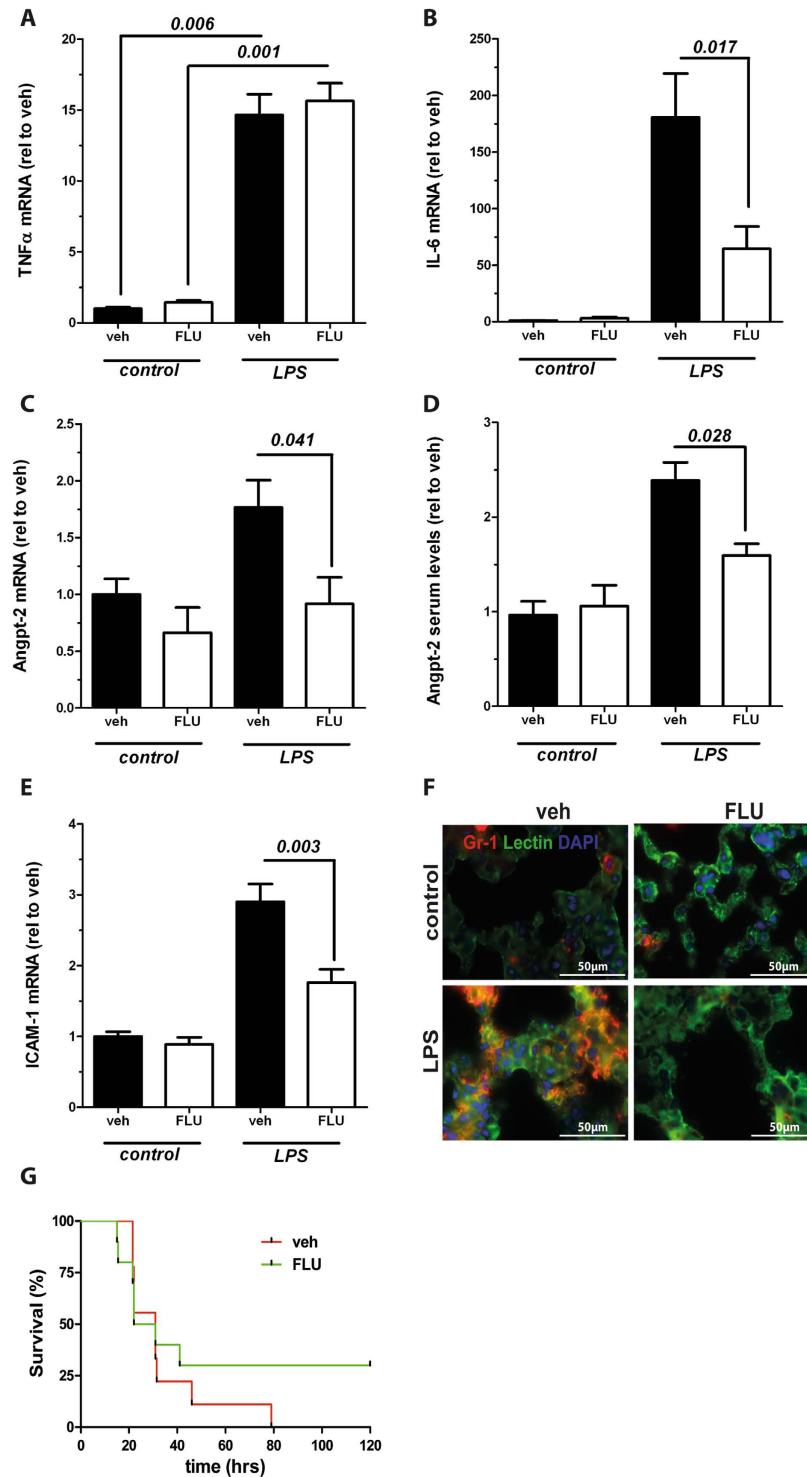 A
0.006
0.001
TNFα mRNA (rel to veh)
20
15
10
5
0
veh
FLU
veh
FLU
control
LPS
B
0.017
IL-6 mRNA (rel to veh)
250
225
200
175
150
125
100
75
50
25
0
veh
FLU
veh
FLU
control
LPS
C
0.041
Angpt-2 mRNA (rel to veh)
2.5
2.0
1.5
1.0
0.5
0.0
veh
FLU
veh
FLU
control
LPS
D
0.028
Angpt-2 serum levels (rel to veh)
3
2
1
0
veh
FLU
veh
FLU
control
LPS
E
0.003
ICAM-1 mRNA (rel to veh)
4
3
2
1
0
veh
FLU
veh
FLU
control
LPS
F
veh
FLU
Gr-1 Lectin DAPI
control
50µm
50µm
LPS
50µm
50µm
G
Survival (%)
100
75
50
25
0
veh
FLU
0
20
40
60
80
100
120
time (hrs)